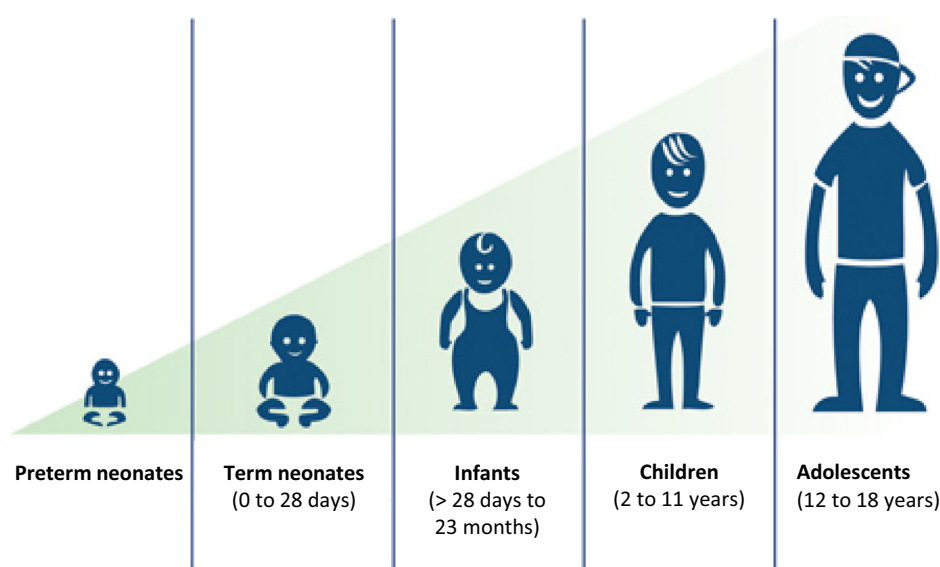 Preterm neonates
Term neonates
(0 to 28 days)
Infants
(> 28 days to
23 months)
Children
(2 to 11 years)
Adolescents
(12 to 18 years)